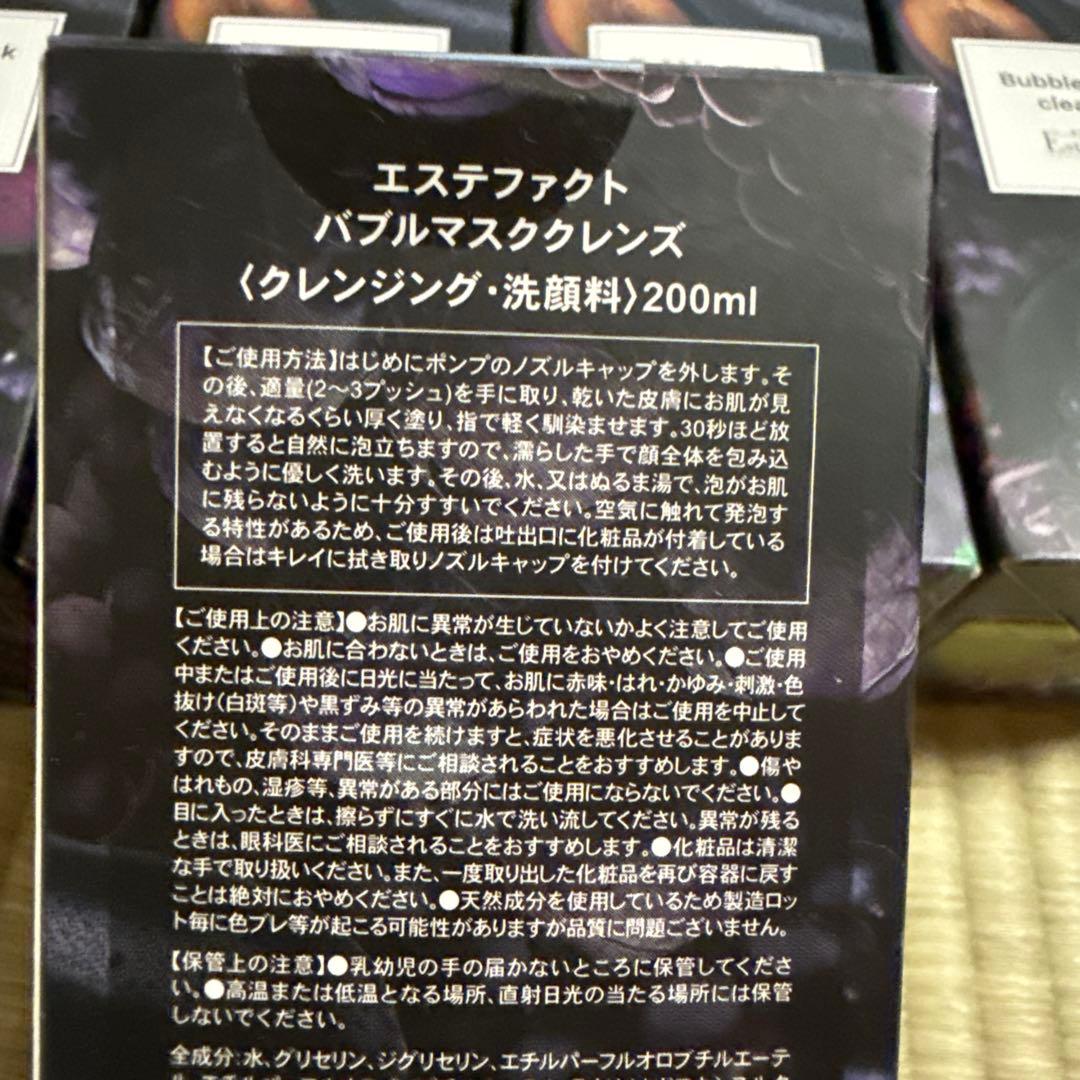 k
Bubble
clea
エステファクト
バブルマスククレンズ
〈クレンジング・洗顔料〉200ml
【ご使用方法】はじめにポンプのノズルキャップを外します。そ
の後、適量(2〜3プッシュ)を手に取り、乾いた皮膚にお肌が見
えなくなるくらい厚く塗り、指で軽く馴染ませます。30秒ほど放
置すると自然に泡立ちますので、濡らした手で顔全体を包み込
むように優しく洗います。その後、水、又はぬるま湯で、泡がお肌
に残らないように十分すすいでください。空気に触れて発泡す
る特性があるため、ご使用後は吐出口に化粧品が付着している
場合はキレイに拭き取りノズルキャップを付けてください。
【ご使用上の注意】●お肌に異常が生じていないかよく注意してご使用
ください。●お肌に合わないときは、ご使用をおやめください。●ご使用
中またはご使用後に日光に当たって、お肌に赤味・はれ・かゆみ・刺激・色
抜け(白斑等)や黒ずみ等の異常があらわれた場合はご使用を中止して
ください。そのままご使用を続けますと、症状を悪化させることがありま
すので、皮膚科専門医等にご相談されることをおすすめします。●傷や
はれもの、湿疹等、異常がある部分にはご使用にならないでください。●
目に入ったときは、擦らずにすぐに水で洗い流してください。異常が残る
ときは、眼科医にご相談されることをおすすめします。●化粧品は清潔
な手で取り扱いください。また、一度取り出した化粧品を再び容器に戻す
ことは絶対におやめください。●天然成分を使用しているため製造ロッ
ト毎に色ブレ等が起こる可能性がありますが品質に問題ございません。
【保管上の注意】●乳幼児の手の届かないところに保管してくださ
い。●高温または低温となる場所、直射日光の当たる場所には保管
しないでください。
全成分:水、グリセリン、ジグリセリン、エチルパーフルオロブチルエーテ